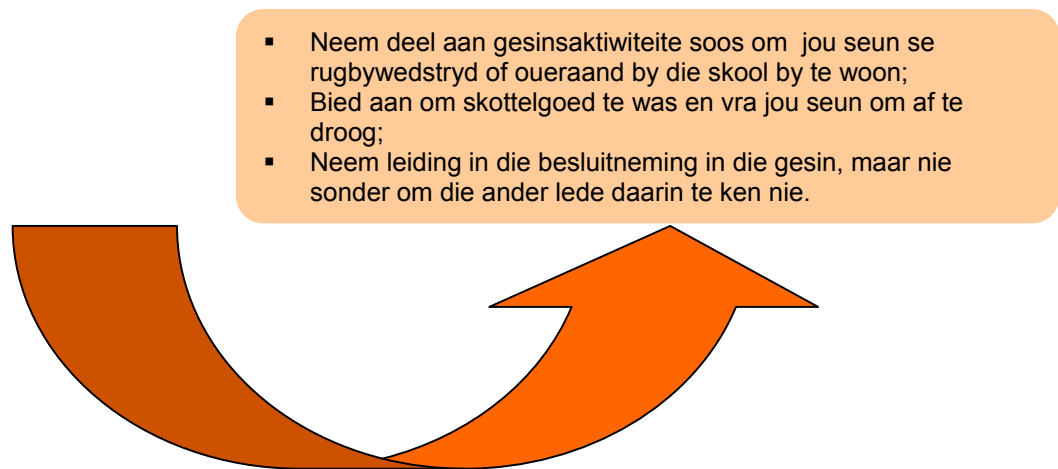 ▪ Neem deel aan gesinsaktiwiteite soos om jou seun se
rugbywedstryd of oueraand by die skool by te woon;
▪ Bied aan om skottelgoed te was en vra jou seun om af te
droog;
▪ Neem leiding in die besluitneming in die gesin, maar nie
sonder om die ander lede daarin te ken nie.